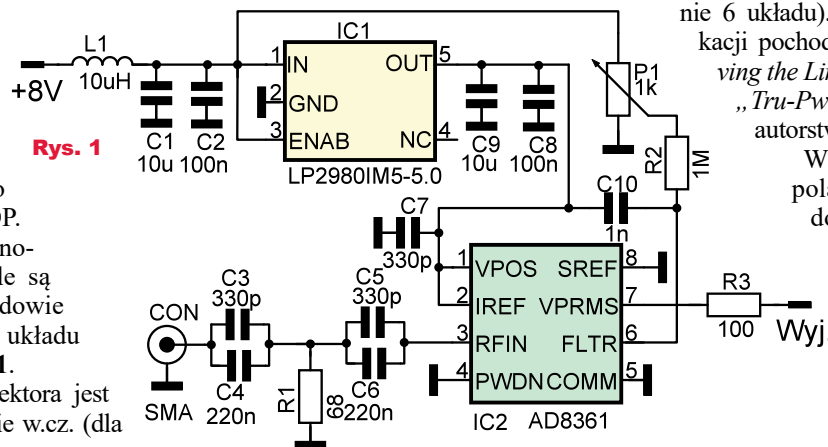 nie 6 układu).
kacji pochod
ving the Lin
„Tru-Pw
autorstw
W
pola
do
IC1
L1
10uH
+8V
1 IN
OUT 5
2 GND
3 ENAB
NC 4
LP2980IM5-5.0
C1
10u
C2
100n
C9
10u
C8
100n
P1
1k
R2
1M
Rys. 1
o
OP.
no-
le są
dowie
układu
1.
ektora jest
ie w.cz. (dla
C7
330p
C10
1n
1 VPOS
SREF 8
2 IREF
VPRMS 7
3 RFIN
FLTR 6
4 PWDN
COMM 5
IC2 AD8361
R3
100
Wyj.
CON
SMA
C3
330p
C4
220n
R1
68
C5
330p
C6
220n